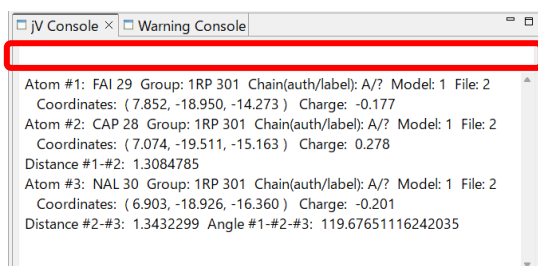 jV Console × Warning Console
Atom #1: FAI 29 Group: 1RP 301 Chain(auth/label): A/? Model: 1 File: 2
Coordinates: ( 7.852, -18.950, -14.273 ) Charge: -0.177
Atom #2: CAP 28 Group: 1RP 301 Chain(auth/label): A/? Model: 1 File: 2
Coordinates: ( 7.074, -19.511, -15.163 ) Charge: 0.278
Distance #1-#2: 1.3084785
Atom #3: NAL 30 Group: 1RP 301 Chain(auth/label): A/? Model: 1 File: 2
Coordinates: ( 6.903, -18.926, -16.360 ) Charge: -0.201
Distance #2-#3: 1.3432299 Angle #1-#2-#3: 119.67651116242035